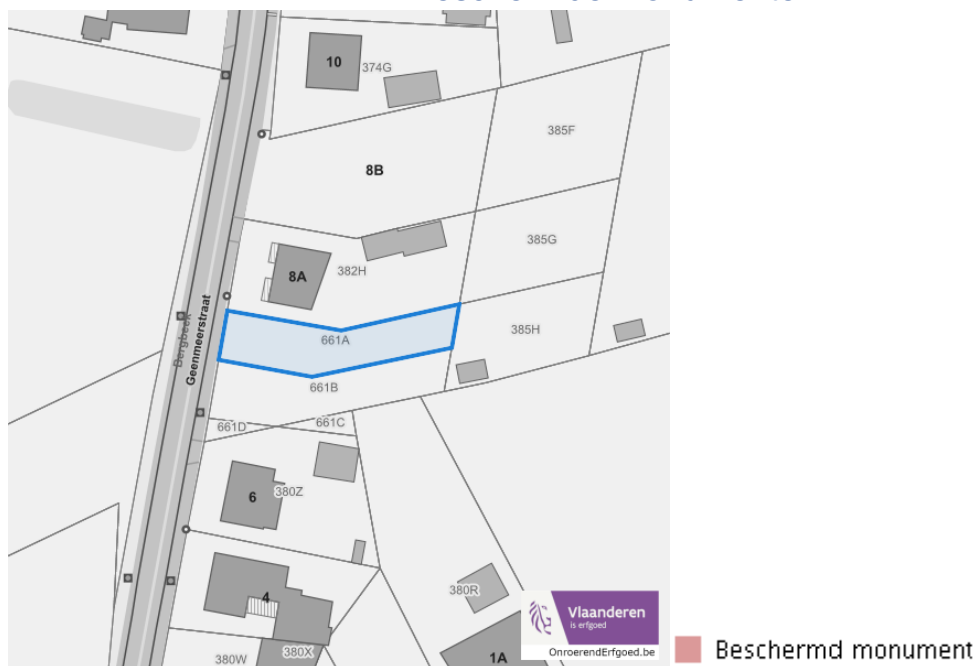 10
374G
385F
8B
385G
8A
382H
Bergbeek
Geenmeerstraat
661A
385H
661B
661D
661C
6
380Z
4
380R
380W
380X
1A
Vlaanderen
is erfgoed
OnroerendErfgoed.be
Beschermd monument